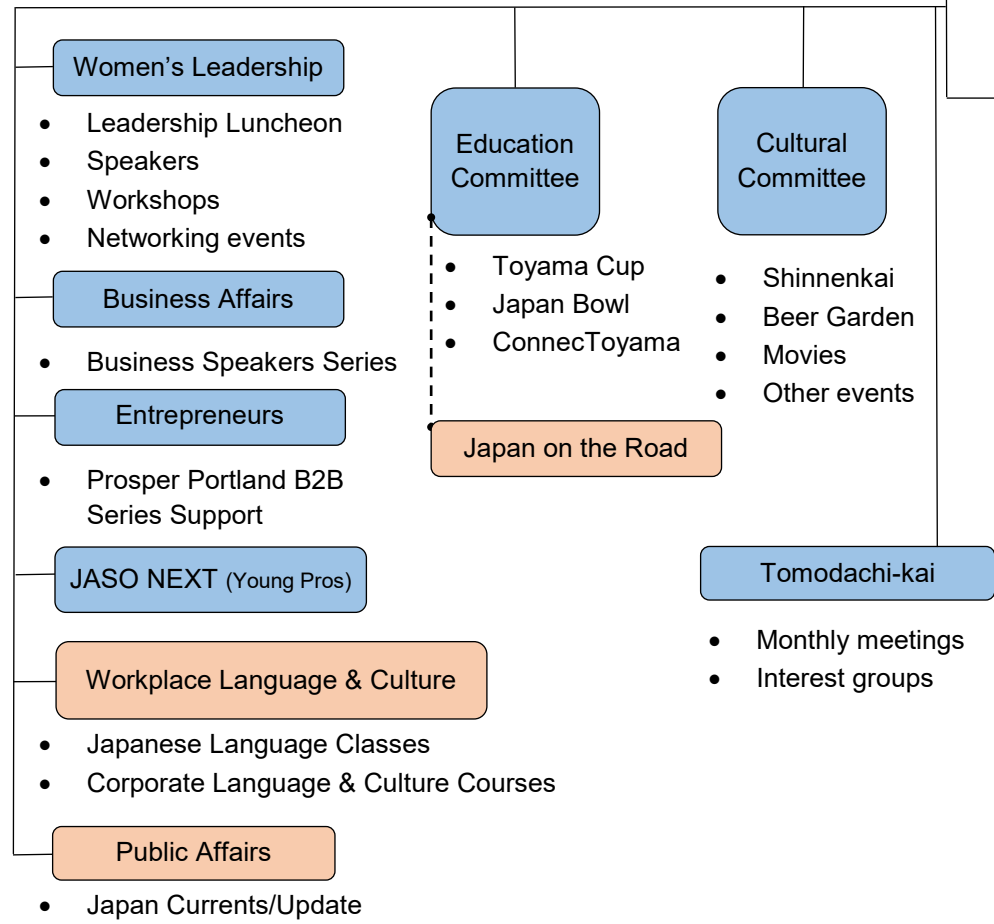 Women’s Leadership
• Leadership Luncheon
• Speakers
• Workshops
• Networking events
Business Affairs
• Business Speakers Series
Entrepreneurs
• Prosper Portland B2B
Series Support
JASO NEXT (Young Pros)
Workplace Language & Culture
• Japanese Language Classes
• Corporate Language & Culture Courses
Public Affairs
• Japan Currents/Update
Education
Committee
• Toyama Cup
• Japan Bowl
• ConnecToyama
Japan on the Road
Cultural
Committee
• Shinnenkai
• Beer Garden
• Movies
• Other events
Tomodachi-kai
• Monthly meetings
• Interest groups